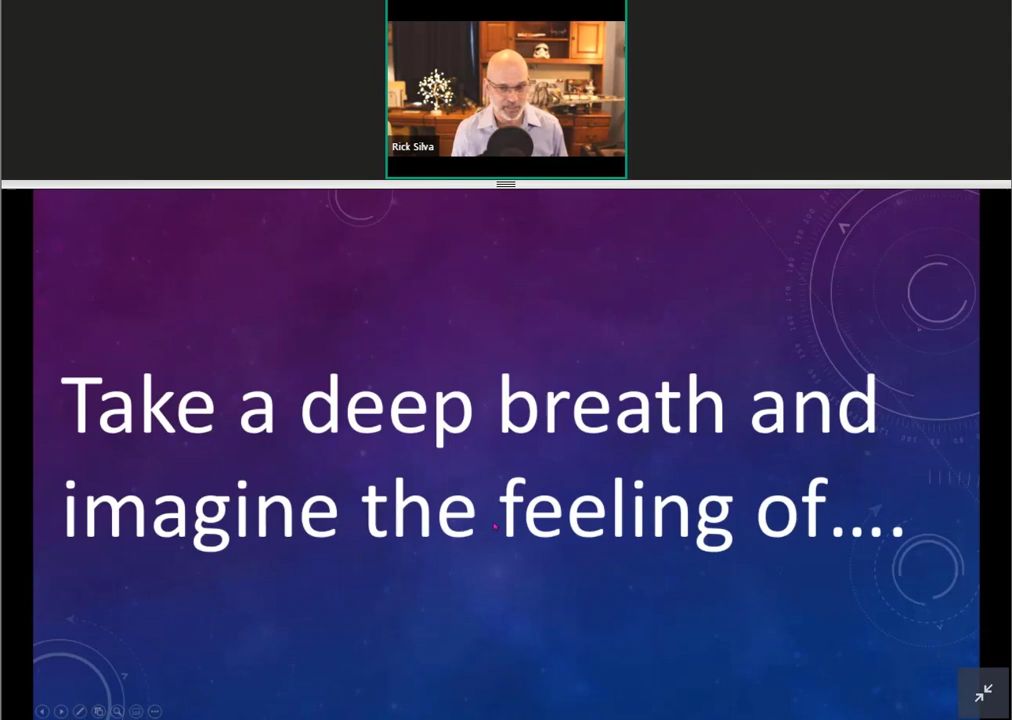 Rick Silva
Take a deep breath and
imagine the feeling of....